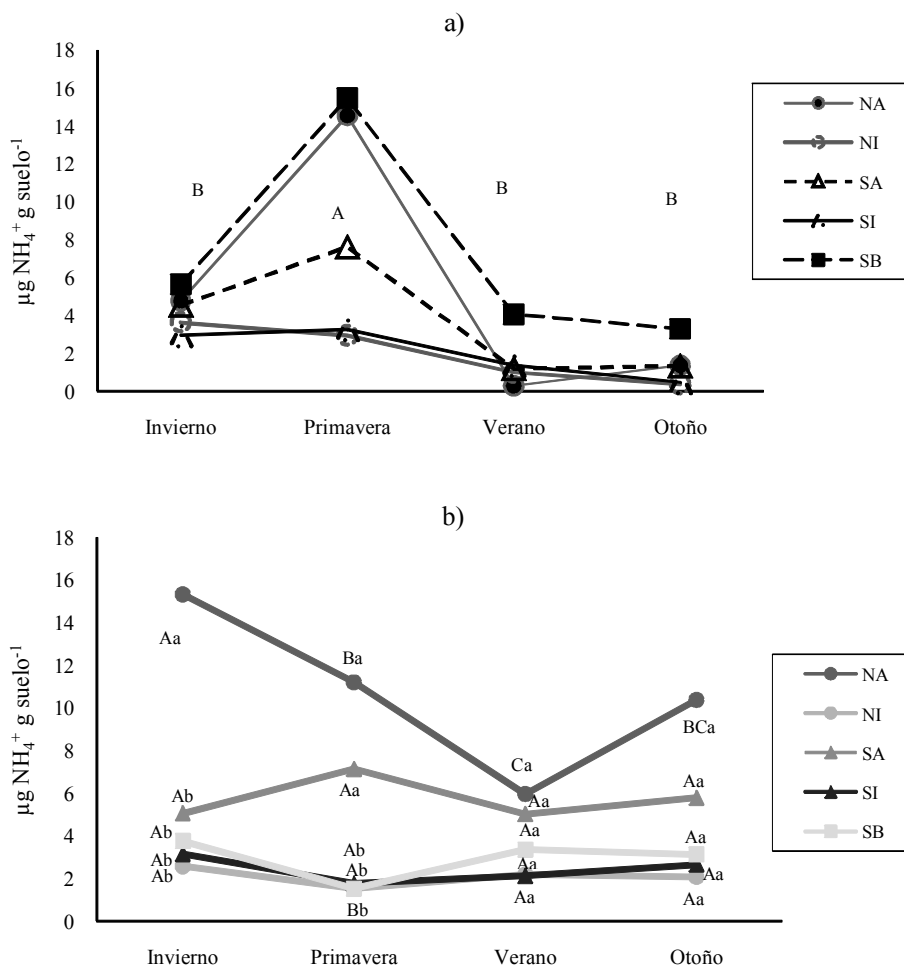 a)
18
16
14
12
10
8
6
4
2
0
µg NH₄⁺ g suelo⁻¹
B
A
B
B
Invierno
Primavera
Verano
Otoño
NA
NI
SA
SI
SB
b)
18
16
14
12
10
8
6
4
2
0
µg NH₄⁺ g suelo⁻¹
Aa
Ba
Ca
BCa
Ab
Aa
Aa
Aa
Ab
Ab
Ab
Ab
Ab
Bb
Aa
Aa
Aa
Aa
Aa
Aa
Invierno
Primavera
Verano
Otoño
NA
NI
SA
SI
SB